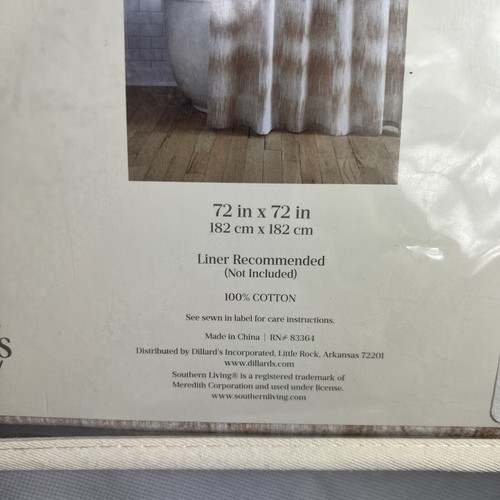 72 in x 72 in
182 cm x 182 cm
Liner Recommended
(Not Included)
100% COTTON
See sewn in label for care instructions.
Made in China | RN# 83364
Distributed by Dillard's Incorporated, Little Rock, Arkansas 72201
www.dillards.com
Southern Living® is a registered trademark of
Meredith Corporation and used under license.
www.southernliving.com